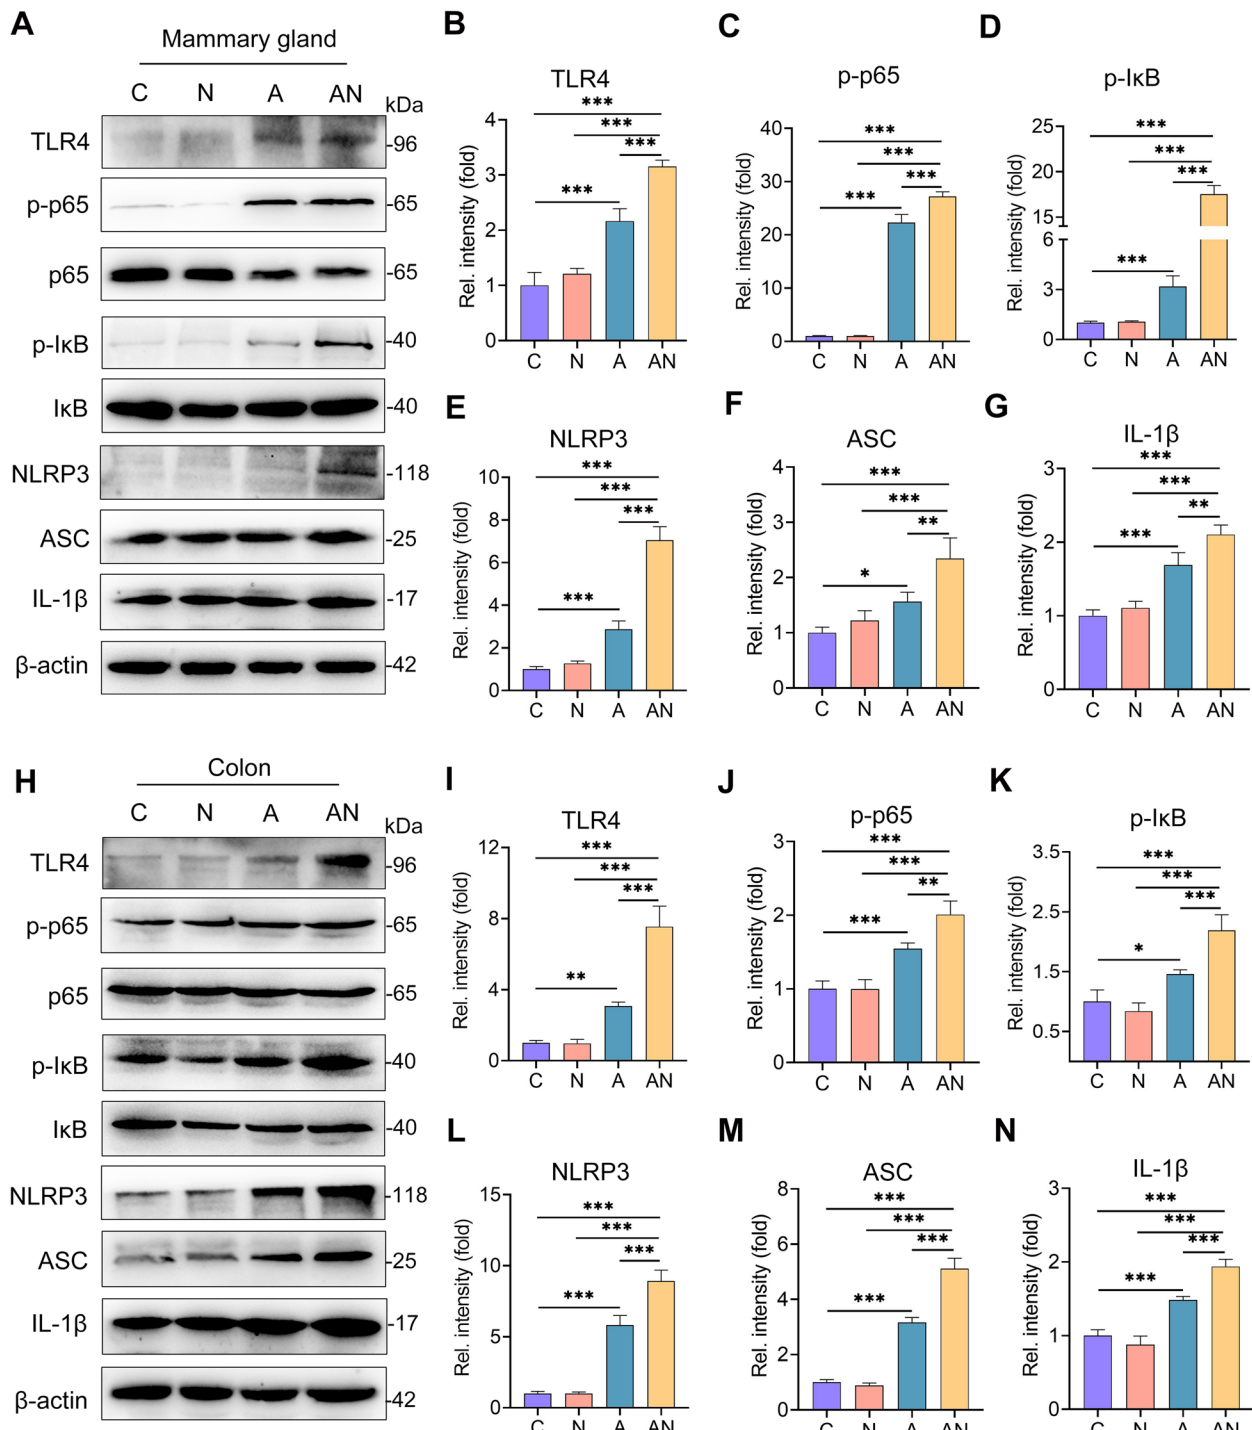 A
Mammary gland
C N A AN
kDa
TLR4 -96
p-p65 -65
p65 -65
p-IκB -40
IκB -40
NLRP3 -118
ASC -25
IL-1β -17
β-actin -42
B
TLR4
Rel. intensity (fold)
4
3
2
1
0
*** *** *** ***
C N A AN
C
p-p65
Rel. intensity (fold)
40
30
20
10
0
*** *** *** ***
C N A AN
D
p-IκB
Rel. intensity (fold)
25
20
15
6
3
0
*** *** *** ***
C N A AN
E
NLRP3
Rel. intensity (fold)
10
8
6
4
2
0
*** *** *** ***
C N A AN
F
ASC
Rel. intensity (fold)
4
3
2
1
0
*** *** ** *
C N A AN
G
IL-1β
Rel. intensity (fold)
3
2
1
0
*** *** ** ***
C N A AN
H
Colon
C N A AN
kDa
TLR4 -96
p-p65 -65
p65 -65
p-IκB -40
IκB -40
NLRP3 -118
ASC -25
IL-1β -17
β-actin -42
I
TLR4
Rel. intensity (fold)
12
8
4
0
*** *** *** **
C N A AN
J
p-p65
Rel. intensity (fold)
3
2
1
0
*** *** ** ***
C N A AN
K
p-IκB
Rel. intensity (fold)
3.5
2.5
1.5
0.5
*** *** *** *
C N A AN
L
NLRP3
Rel. intensity (fold)
15
10
5
0
*** *** *** ***
C N A AN
M
ASC
Rel. intensity (fold)
8
6
4
2
0
*** *** *** ***
C N A AN
N
IL-1β
Rel. intensity (fold)
3
2
1
0
*** *** *** ***
C N A AN